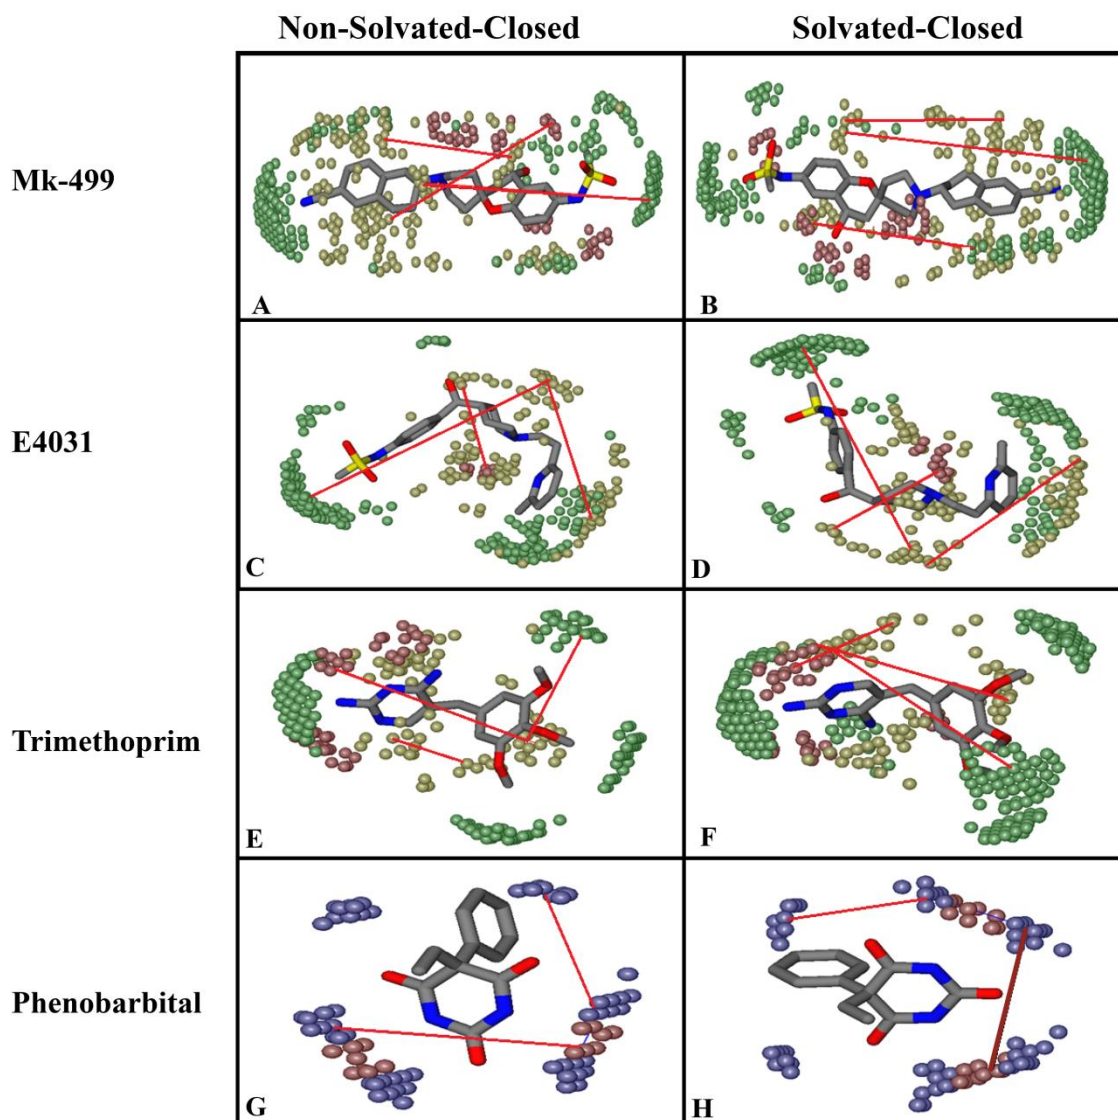 Non-Solvated-Closed Solvated-Closed
Mk-499
A B
E4031
C D
Trimethoprim
E F
Phenobarbital
G H